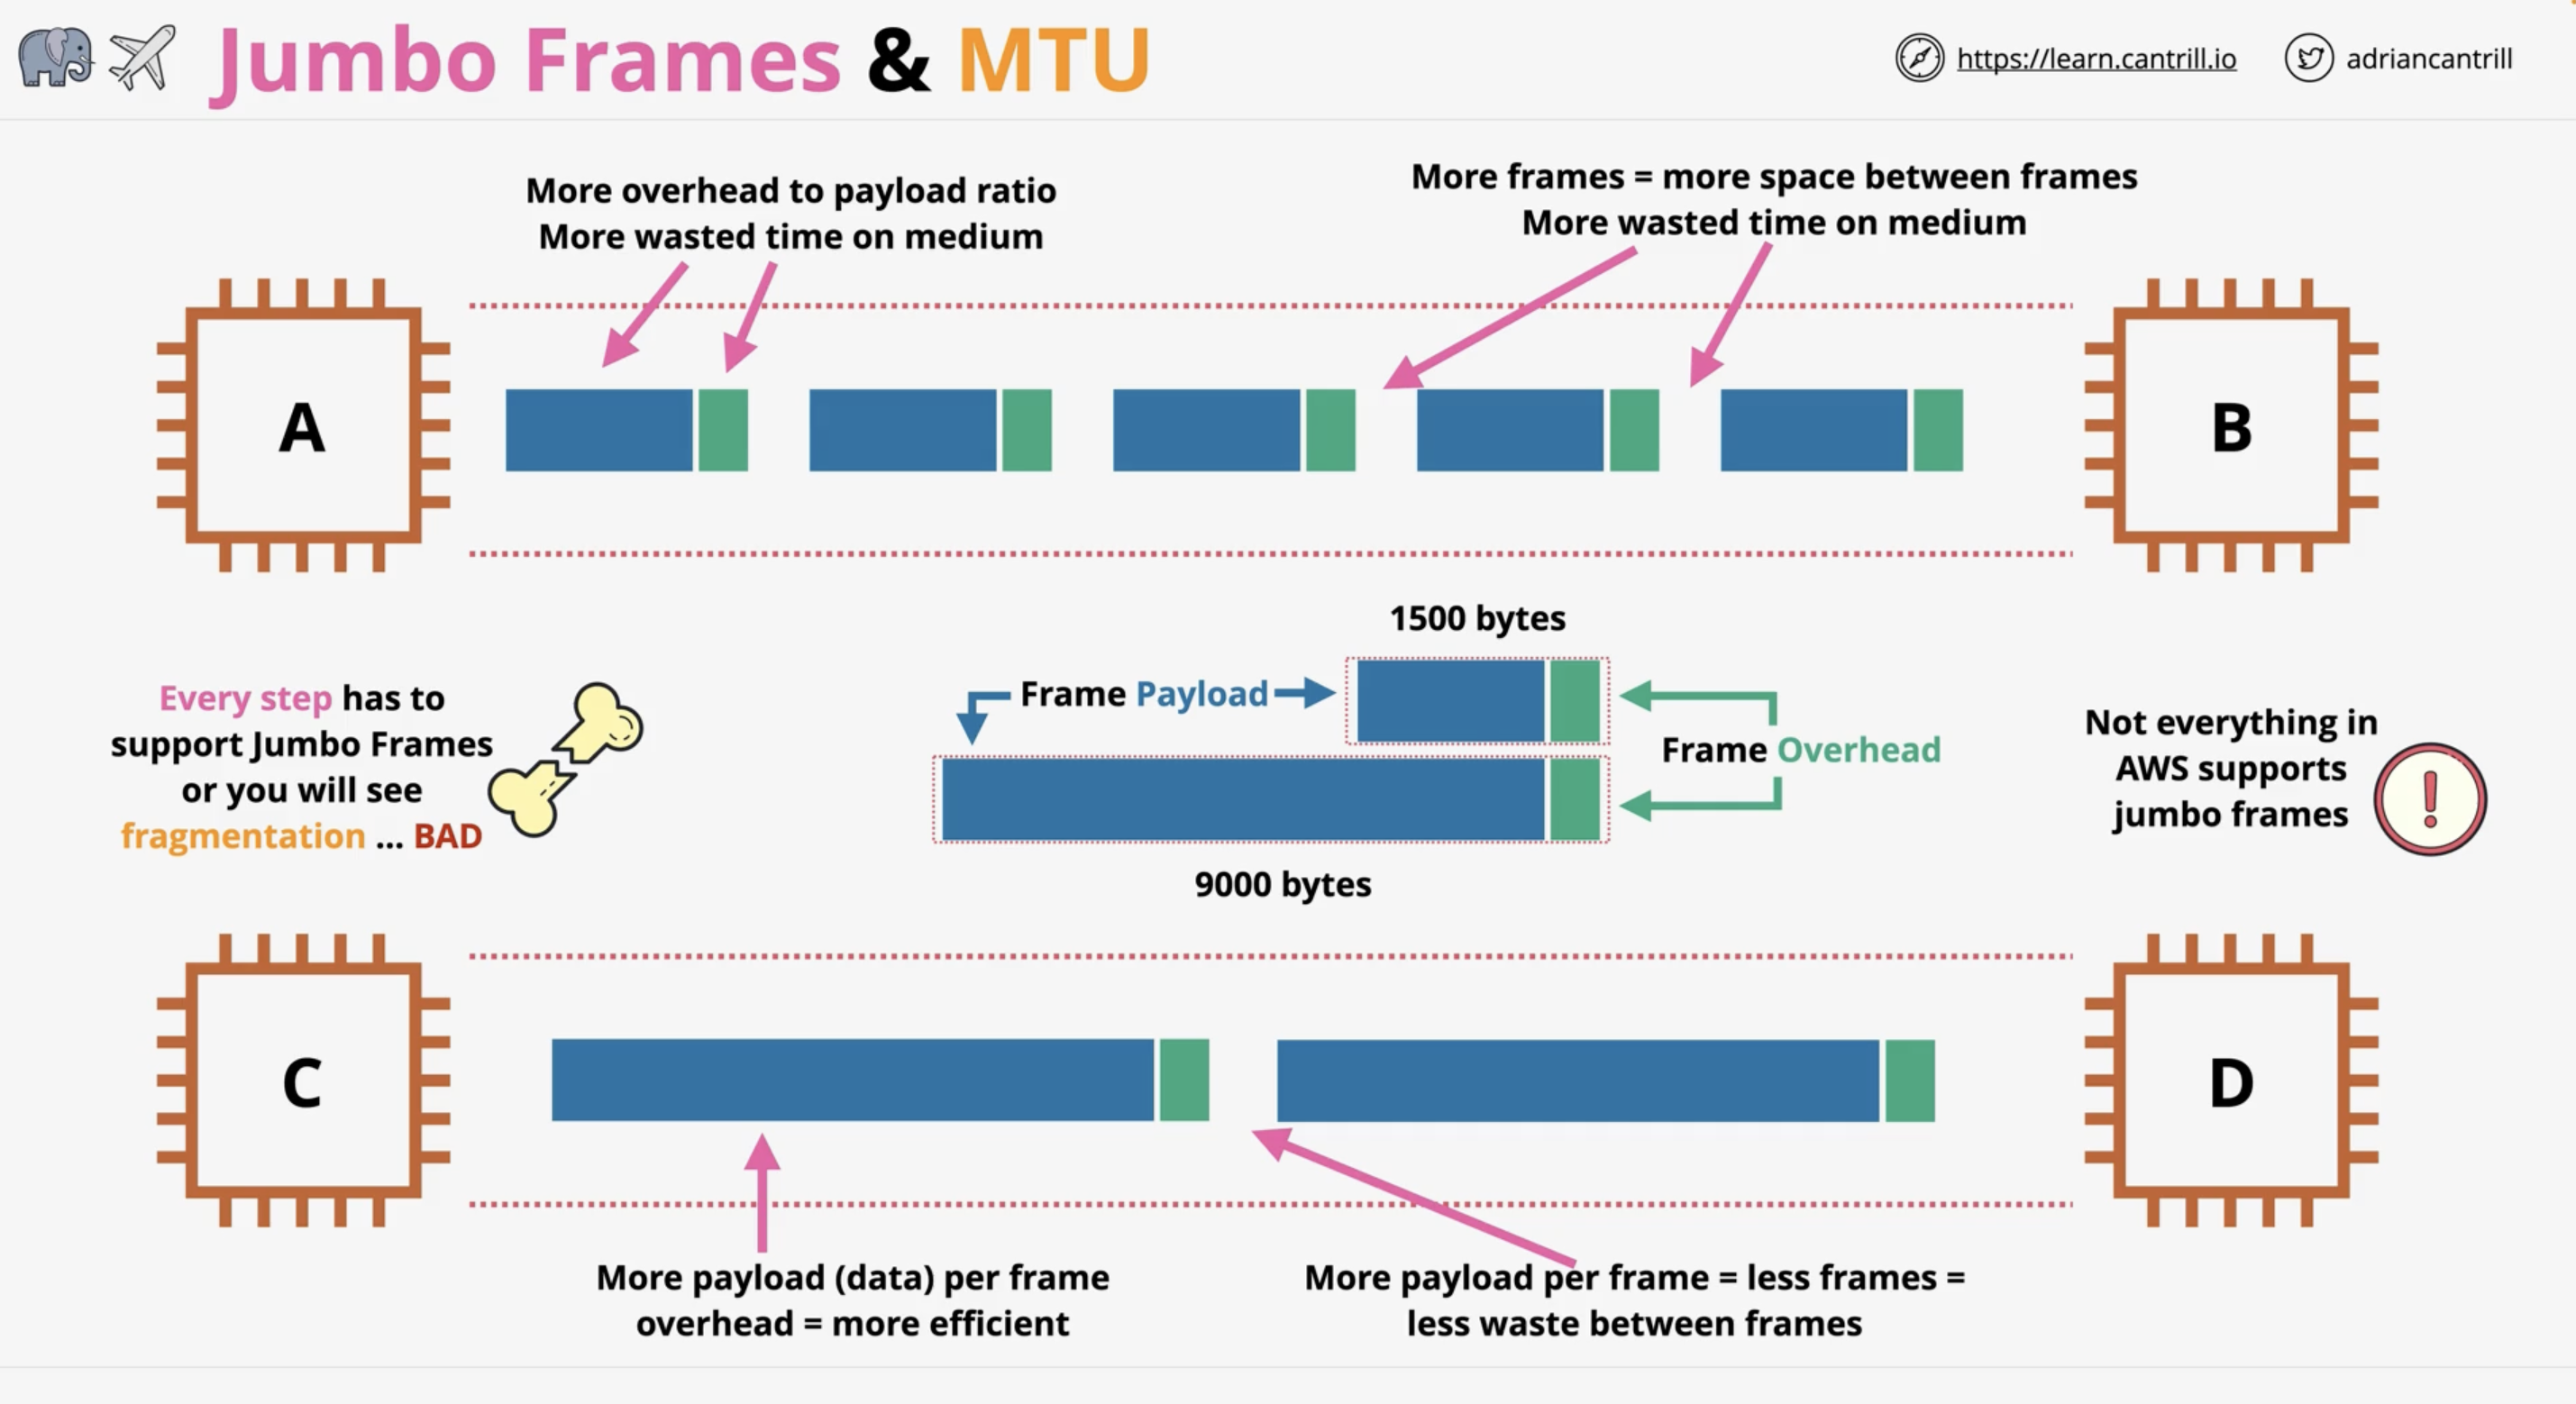 Jumbo Frames & MTU
https://learn.cantrill.io
adriancantrill
More overhead to payload ratio
More wasted time on medium
More frames = more space between frames
More wasted time on medium
A
B
1500 bytes
Every step has to
support Jumbo Frames
or you will see
fragmentation ... BAD
Frame Payload
Frame Overhead
9000 bytes
Not everything in
AWS supports
jumbo frames
C
D
More payload (data) per frame
overhead = more efficient
More payload per frame = less frames =
less waste between frames